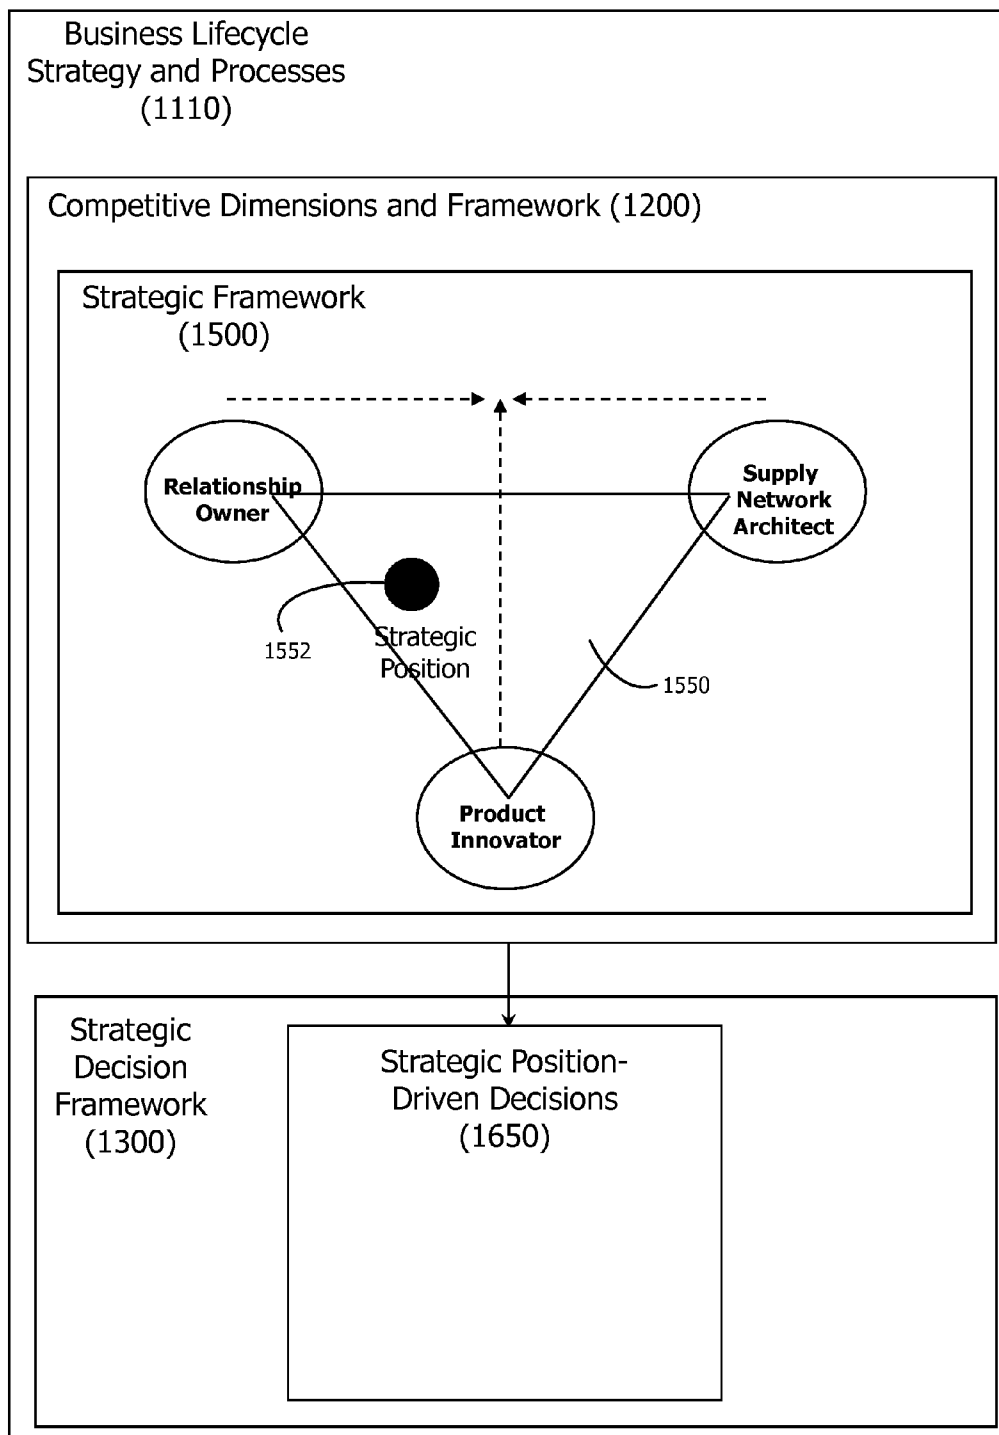 Business Lifecycle
Strategy and Processes
(1110)
Competitive Dimensions and Framework (1200)
Strategic Framework
(1500)
Relationship
Owner
Supply
Network
Architect
1552
Strategic
Position
1550
Product
Innovator
Strategic
Decision
Framework
(1300)
Strategic Position-
Driven Decisions
(1650)